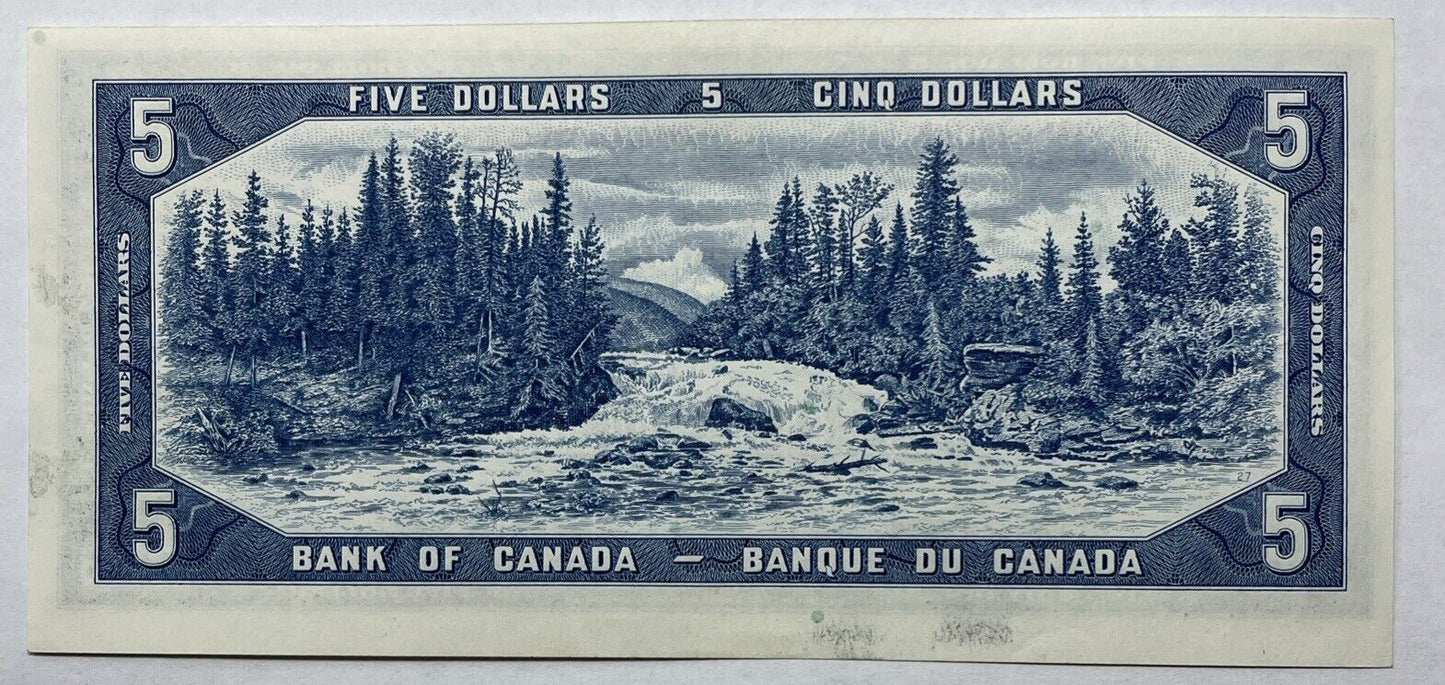 FIVE DOLLARS 5 CINQ DOLLARS
5 5
FIVE DOLLARS
CINQ DOLLARS
27
5 5
BANK OF CANADA – BANQUE DU CANADA